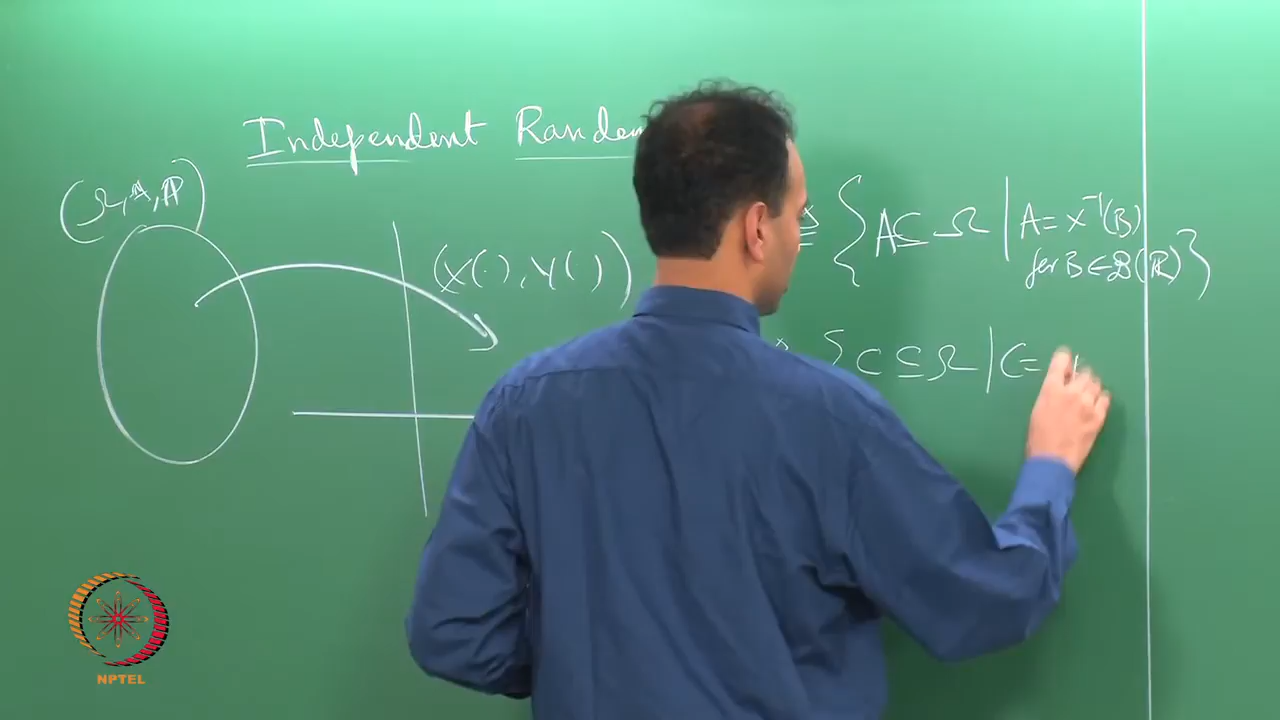 Independent Random
(Ω, A, ℙ)
(X(·), Y(·))
{A ⊆ Ω | A = X⁻¹(B)
for B ∈ ℬ(ℝ)}
{C ⊆ Ω | C =
NPTEL